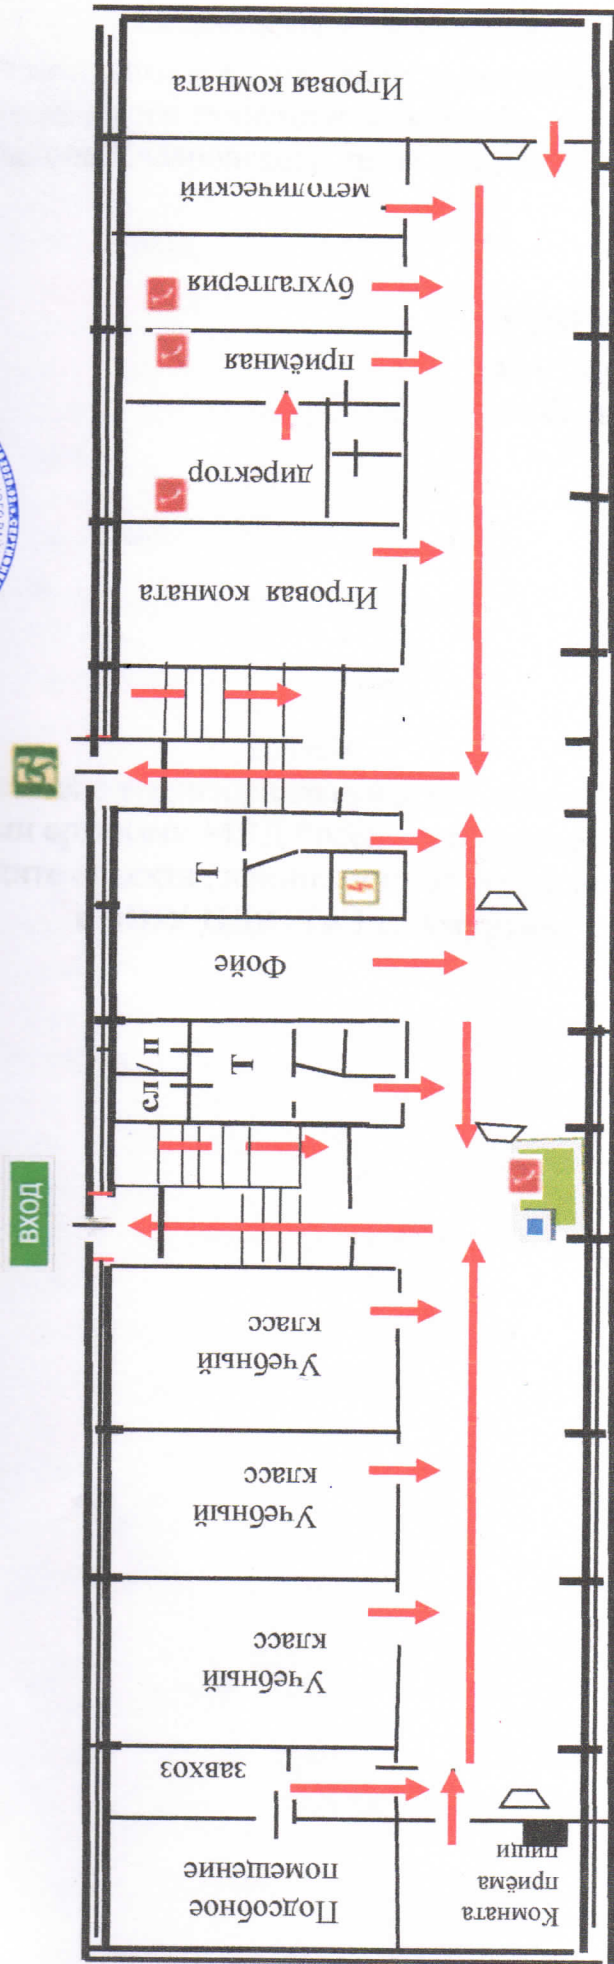 Игровая комната
методический
бухгалтерия
приёмная
директор
Игровая комната
Т
Фойе
сл / п
Т
ВХОД
Учебный
класс
Учебный
класс
Учебный
класс
завхоз
Подсобное
помещение
Комната
приёма
пищи